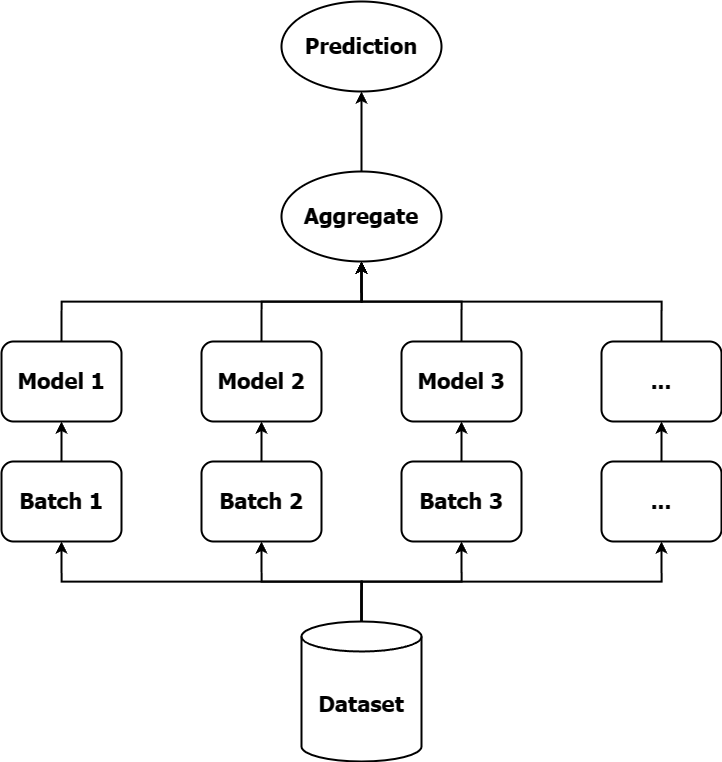 Prediction
Aggregate
Model 1
Model 2
Model 3
...
Batch 1
Batch 2
Batch 3
...
Dataset